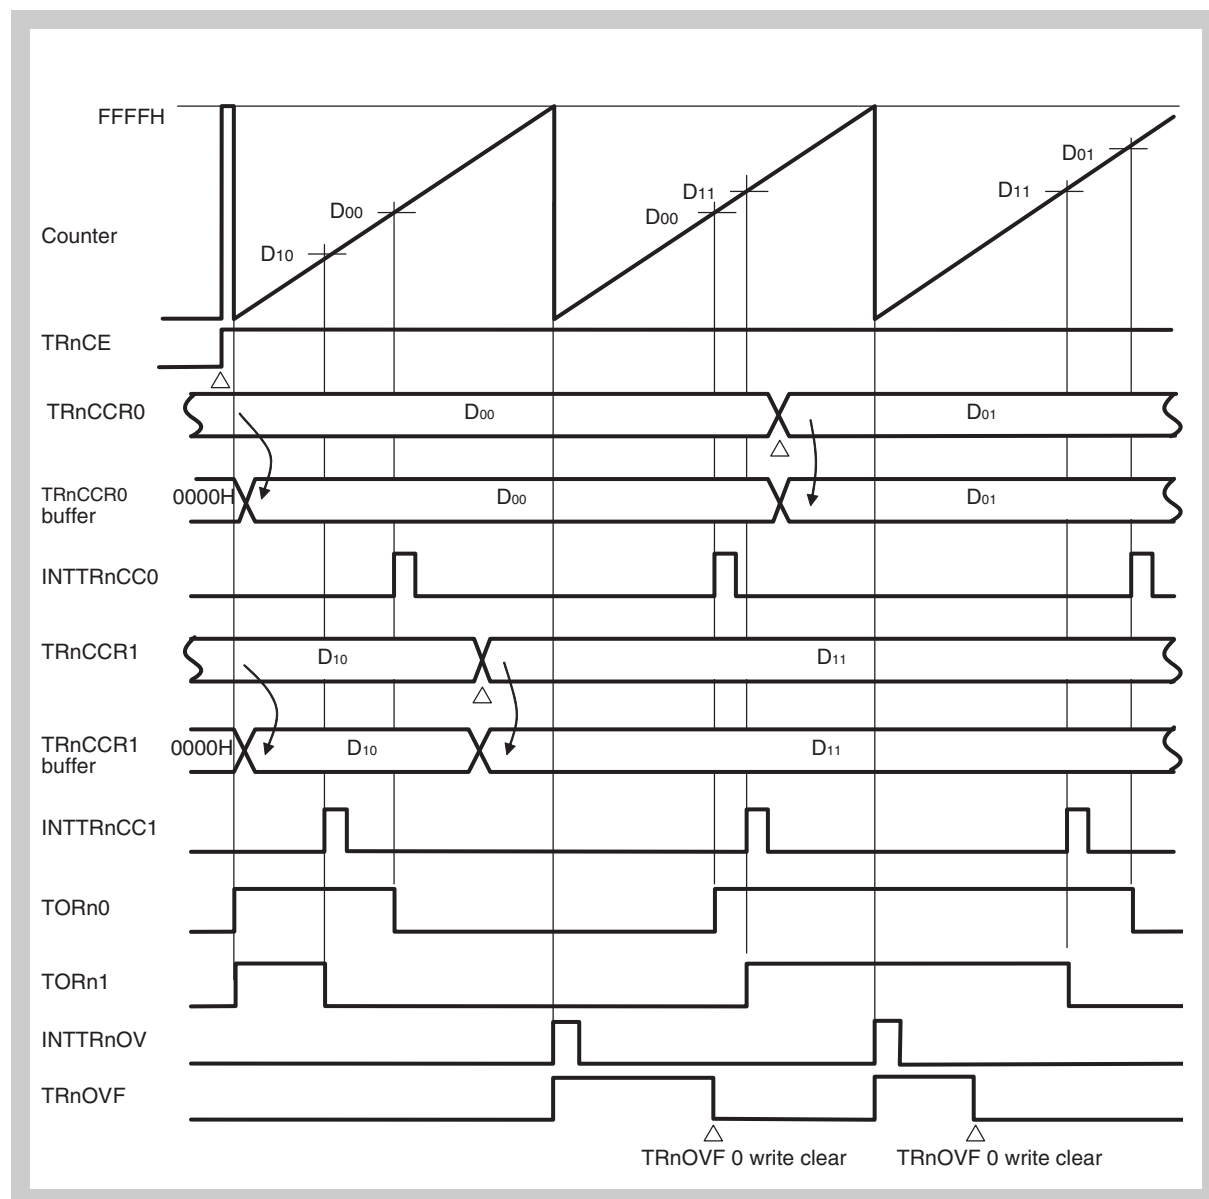 FFFFH
D01
D11
D11
D00
D00
Counter
D10
TRnCE
TRnCCR0
D00
D01
TRnCCR0
buffer
0000H
D00
D01
INTTRnCC0
TRnCCR1
D10
D11
TRnCCR1
buffer
0000H
D10
D11
INTTRnCC1
TORn0
TORn1
INTTRnOV
TRnOVF
TRnOVF 0 write clear
TRnOVF 0 write clear